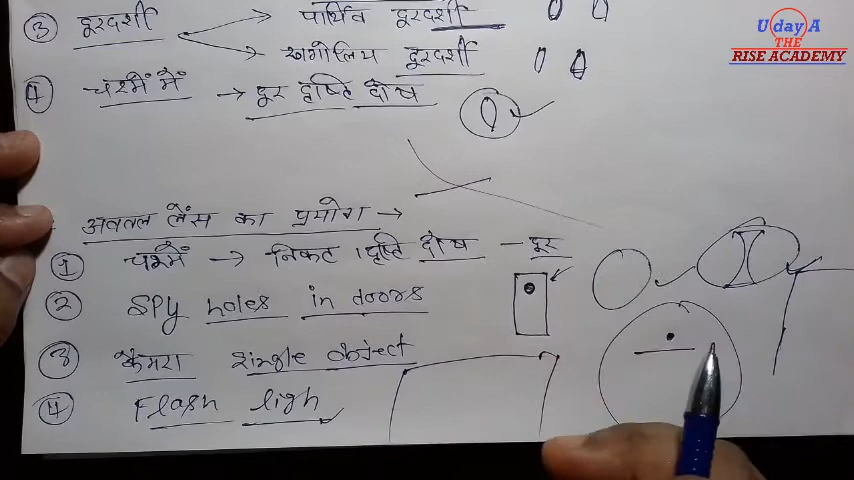 ③ दूरदर्शी → पार्थिव दूरदर्शी
→ खगोलिय दूरदर्शी
④ चश्में में → दूर दृष्टि दोष
अवतल लेंस का प्रयोग →
① चश्में → निकट दृष्टि दोष – दूर
② SPy holes in doors
③ कैमरा single object
④ Flash ligh
UdayA
THE
RISE ACADEMY